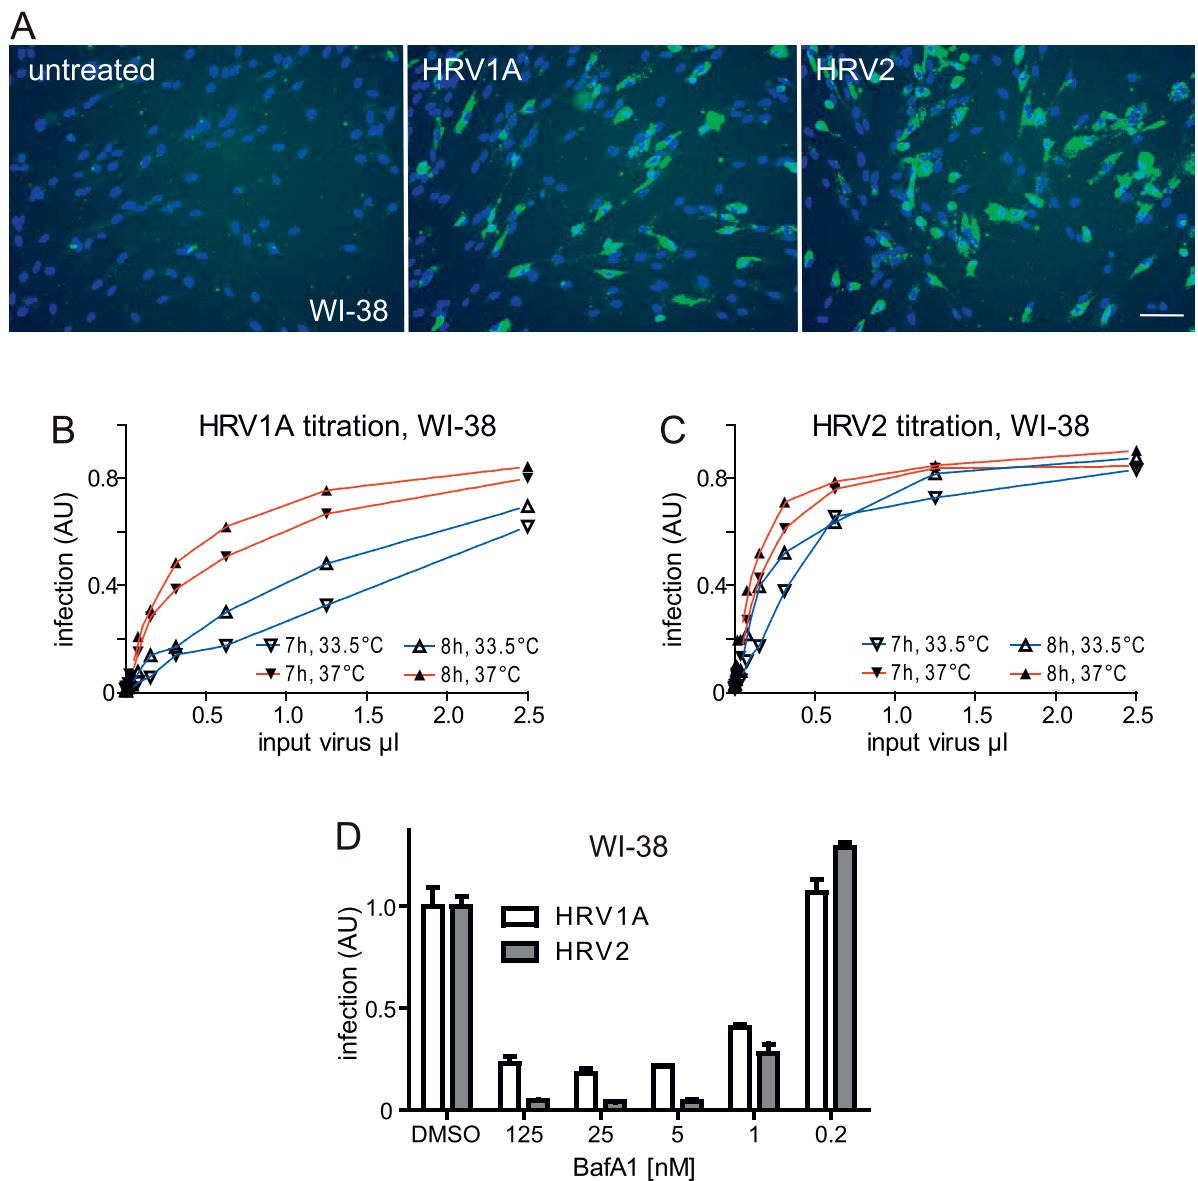 A
untreated
HRV1A
HRV2
WI-38
B
HRV1A titration, WI-38
infection (AU)
0.8
0.4
0
0.5
1.0
1.5
2.0
2.5
input virus µl
7h, 33.5°C
8h, 33.5°C
7h, 37°C
8h, 37°C
C
HRV2 titration, WI-38
infection (AU)
0.8
0.4
0
0.5
1.0
1.5
2.0
2.5
input virus µl
7h, 33.5°C
8h, 33.5°C
7h, 37°C
8h, 37°C
D
WI-38
infection (AU)
1.0
0.5
0
HRV1A
HRV2
DMSO
125
25
5
1
0.2
BafA1 [nM]